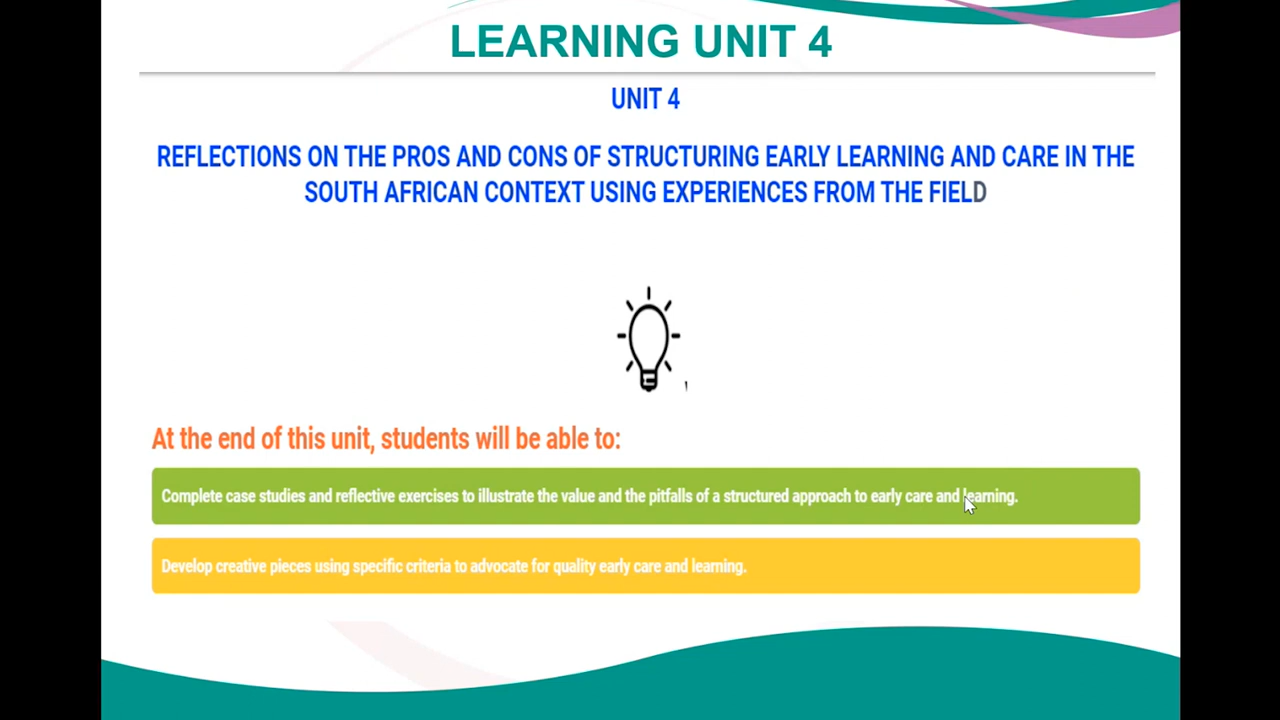 LEARNING UNIT 4
UNIT 4
REFLECTIONS ON THE PROS AND CONS OF STRUCTURING EARLY LEARNING AND CARE IN THE
SOUTH AFRICAN CONTEXT USING EXPERIENCES FROM THE FIELD
At the end of this unit, students will be able to:
Complete case studies and reflective exercises to illustrate the value and the pitfalls of a structured approach to early care and learning.
Develop creative pieces using specific criteria to advocate for quality early care and learning.